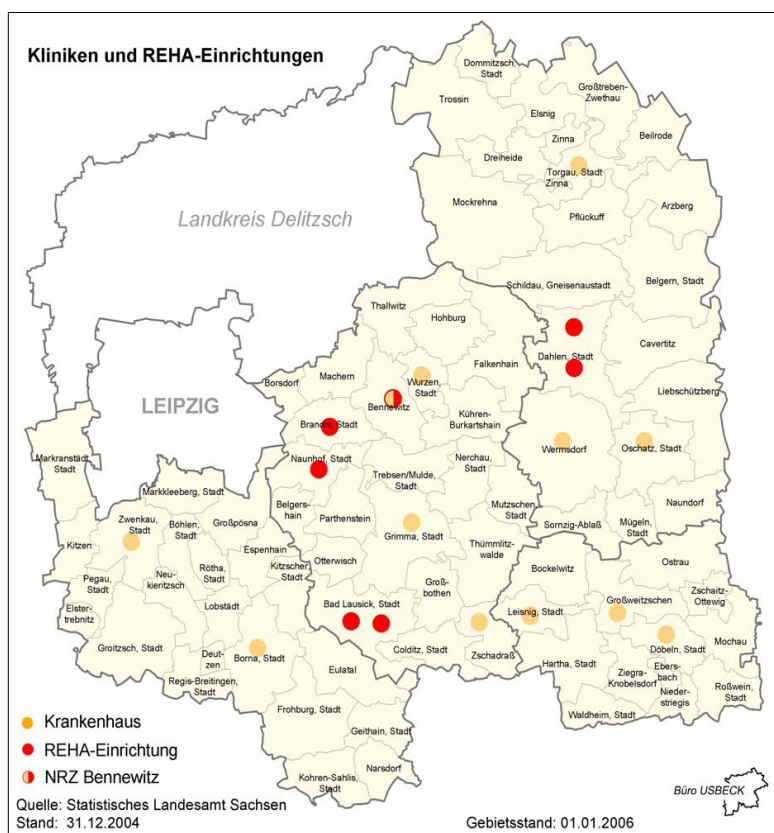 Kliniken und REHA-Einrichtungen
Dommitzsch,
Stadt
Großtreben-
Zwethau
Trossin
Elsnig
Zinna
Beilrode
Dreiheide
Torgau, Stadt
Zinna
Mockrehna
Arzberg
Pflückuff
Landkreis Delitzsch
Schildau, Gneisenaustadt
Belgern, Stadt
Thallwitz
Hohburg
Cavertitz
Dahlen, Stadt
Falkenhain
Machern
Borsdorf
Wurzen,
Stadt
Liebschützberg
LEIPZIG
Bennewitz
Kühren-
Burkartshain
Brandis, Stadt
Markranstädt,
Stadt
Wermsdorf
Oschatz, Stadt
Naunhof, Stadt
Nerchau,
Stadt
Trebsen/Mulde,
Stadt
Markkleeberg, Stadt
Naundorf
Mutzschen,
Stadt
Belgers-
hain
Parthenstein
Zwenkau,
Stadt
Böhlen,
Stadt
Großpösna
Sornzig-Ablaß
Mügeln,
Stadt
Grimma, Stadt
Kitzen
Espenhain
Thümmlitz-
walde
Otterwisch
Bockelwitz
Ostrau
Rötha,
Stadt
Kitzscher,
Stadt
Pegau,
Stadt
Neu-
kieritzsch
Groß-
bothen
Zschaitz-
Ottewig
Elster-
trebnitz
Lobstädt
Bad Lausick, Stadt
Leisnig, Stadt
Großweitzschen
Mochau
Döbeln, Stadt
Groitzsch, Stadt
Deut-
zen
Borna, Stadt
Colditz, Stadt
Zschadraß
Hartha, Stadt
Ziegra-
Knobelsdorf
Ebers-
bach
Eulatal
Regis-Breitingen,
Stadt
Nieder-
striegis
Roßwein,
Stadt
Frohburg, Stadt
Waldheim, Stadt
Geithain, Stadt
Kohren-Sahlis,
Stadt
Narsdorf
Krankenhaus
REHA-Einrichtung
NRZ Bennewitz
Quelle: Statistisches Landesamt Sachsen
Stand: 31.12.2004
Gebietsstand: 01.01.2006
Büro USBECK